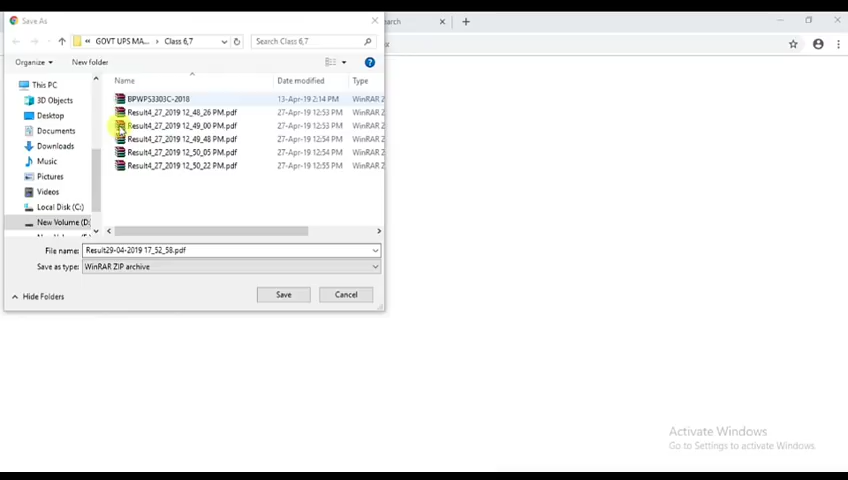 Save As
earch
GOVT UPS MA... > Class 6,7
Search Class 6,7
Organize
New folder
Name
Date modified
Type
This PC
3D Objects
Desktop
Documents
Downloads
Music
Pictures
Videos
Local Disk (C:)
New Volume (D:
BPWPS3303C-2018 13-Apr-19 2:14 PM WinRAR Z
Result4_27_2019 12_48_26 PM.pdf 27-Apr-19 12:53 PM WinRAR Z
Result4_27_2019 12_49_00 PM.pdf 27-Apr-19 12:53 PM WinRAR Z
Result4_27_2019 12_49_48 PM.pdf 27-Apr-19 12:54 PM WinRAR Z
Result4_27_2019 12_50_05 PM.pdf 27-Apr-19 12:54 PM WinRAR Z
Result4_27_2019 12_50_22 PM.pdf 27-Apr-19 12:55 PM WinRAR Z
File name: Result29-04-2019 17_52_58.pdf
Save as type: WinRAR ZIP archive
Hide Folders
Save
Cancel
Activate Windows
Go to Settings to activate Windows.